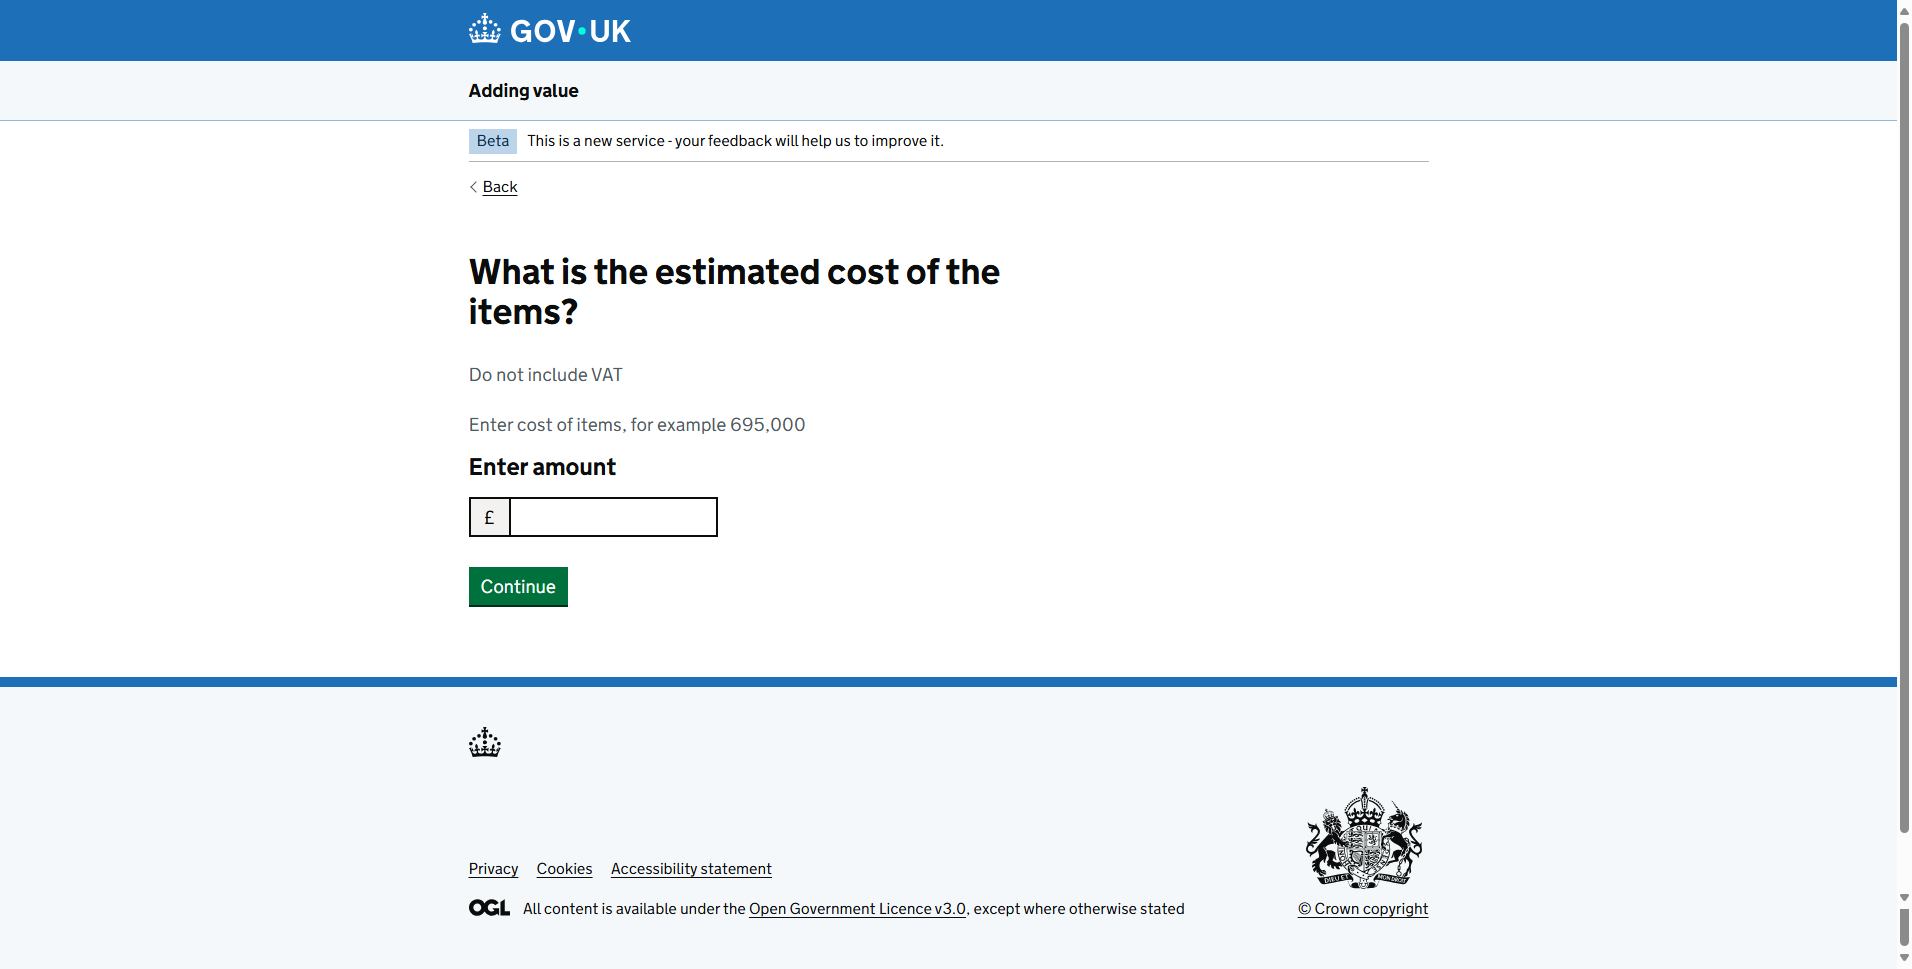 GOV·UK
Adding value
Beta This is a new service - your feedback will help us to improve it.
Back
What is the estimated cost of the
items?
Do not include VAT
Enter cost of items, for example 695,000
Enter amount
£
Continue
Privacy Cookies Accessibility statement
OGL All content is available under the Open Government Licence v3.0, except where otherwise stated
© Crown copyright